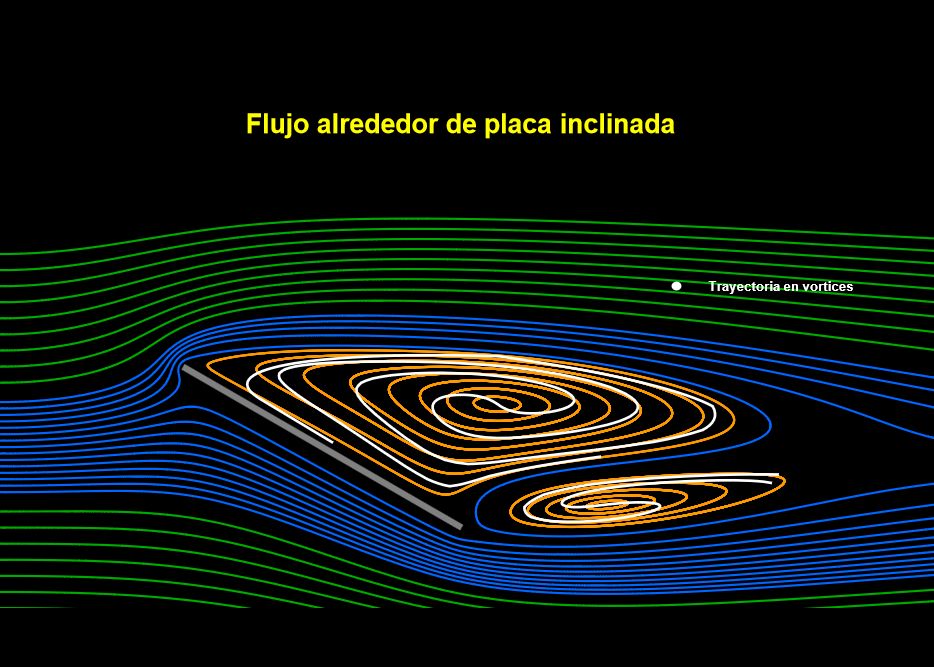 Flujo alrededor de placa inclinada
Trayectoria en vortices